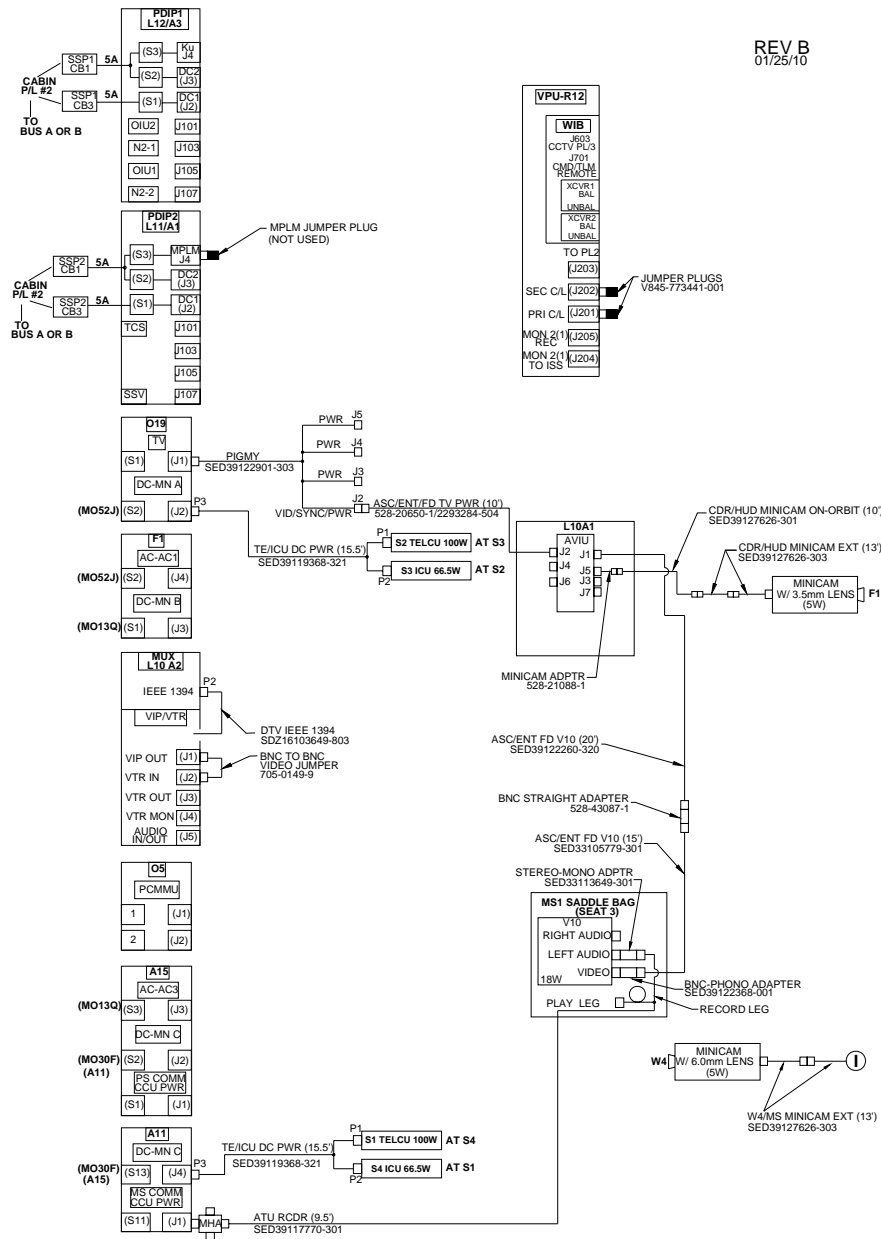 REV B
01/25/10
PDIP1
L12/A3
SSP1
CB1
5A
(S3)
Ku
J4
(S2)
DC2
(J3)
CABIN
P/L #2
SSP1
CB3
5A
(S1)
DC1
(J2)
TO
BUS A OR B
OIU2
J101
N2-1
J103
OIU1
J105
N2-2
J107
VPU-R12
WIB
J603
CCTV PL/3
J701
CMD/TLM
REMOTE
XCVR1
BAL
UNBAL
XCVR2
BAL
UNBAL
TO PL2
(J203)
SEC C/L
(J202)
PRI C/L
(J201)
MON 2(1)
REC
(J205)
MON 2(1)
TO ISS
(J204)
JUMPER PLUGS
V845-773441-001
PDIP2
L11/A1
SSP2
CB1
5A
(S3)
MPLM
J4
MPLM JUMPER PLUG
(NOT USED)
(S2)
DC2
(J3)
CABIN
P/L #2
SSP2
CB3
5A
(S1)
DC1
(J2)
TO
BUS A OR B
TCS
J101
J103
J105
SSV
J107
O19
TV
(S1)
(J1)
PIGMY
SED39122901-303
DC-MN A
(MO52J)
(S2)
(J2)
P3
PWR
J5
PWR
J4
PWR
J3
J2
VID/SYNC/PWR
ASC/ENT/FD TV PWR (10')
528-20650-1/2293284-504
TE/ICU DC PWR (15.5')
SED39119368-321
P1
S2 TELCU 100W
AT S3
S3 ICU 66.5W
AT S2
P2
F1
AC-AC1
(MO52J)
(S2)
(J4)
DC-MN B
(MO13Q)
(S1)
(J3)
L10A1
AVIU
J2
J1
J4
J5
J6
J3
J7
CDR/HUD MINICAM ON-ORBIT (10')
SED39127626-301
CDR/HUD MINICAM EXT (13')
SED39127626-303
MINICAM
W/ 3.5mm LENS
(5W)
F1
MINICAM ADPTR
528-21088-1
MUX
L10 A2
IEEE 1394
P2
VIP/VTR
DTV IEEE 1394
SDZ16103649-803
VIP OUT
(J1)
BNC TO BNC
VIDEO JUMPER
705-0149-9
VTR IN
(J2)
VTR OUT
(J3)
VTR MON
(J4)
AUDIO
IN/OUT
(J5)
ASC/ENT FD V10 (20')
SED39122260-320
BNC STRAIGHT ADAPTER
528-43087-1
ASC/ENT FD V10 (15')
SED33105779-301
STEREO-MONO ADPTR
SED33113649-301
O5
PCMMU
1
(J1)
2
(J2)
MS1 SADDLE BAG
(SEAT 3)
V10
RIGHT AUDIO
LEFT AUDIO
VIDEO
18W
PLAY LEG
BNC-PHONO ADAPTER
SED39122368-001
RECORD LEG
A15
AC-AC3
(MO13Q)
(S3)
(J3)
DC-MN C
(MO30F)
(A11)
(S2)
(J2)
PS COMM
CCU PWR
(S1)
(J1)
W4
MINICAM
W/ 6.0mm LENS
(5W)
W4/MS MINICAM EXT (13')
SED39127626-303
A11
DC-MN C
(MO30F)
(A15)
(S13)
(J4)
P3
TE/ICU DC PWR (15.5')
SED39119368-321
P1
S1 TELCU 100W
AT S4
S4 ICU 66.5W
AT S1
P2
MS COMM
CCU PWR
(S11)
(J1)
MHA
ATU RCDR (9.5')
SED39117770-301